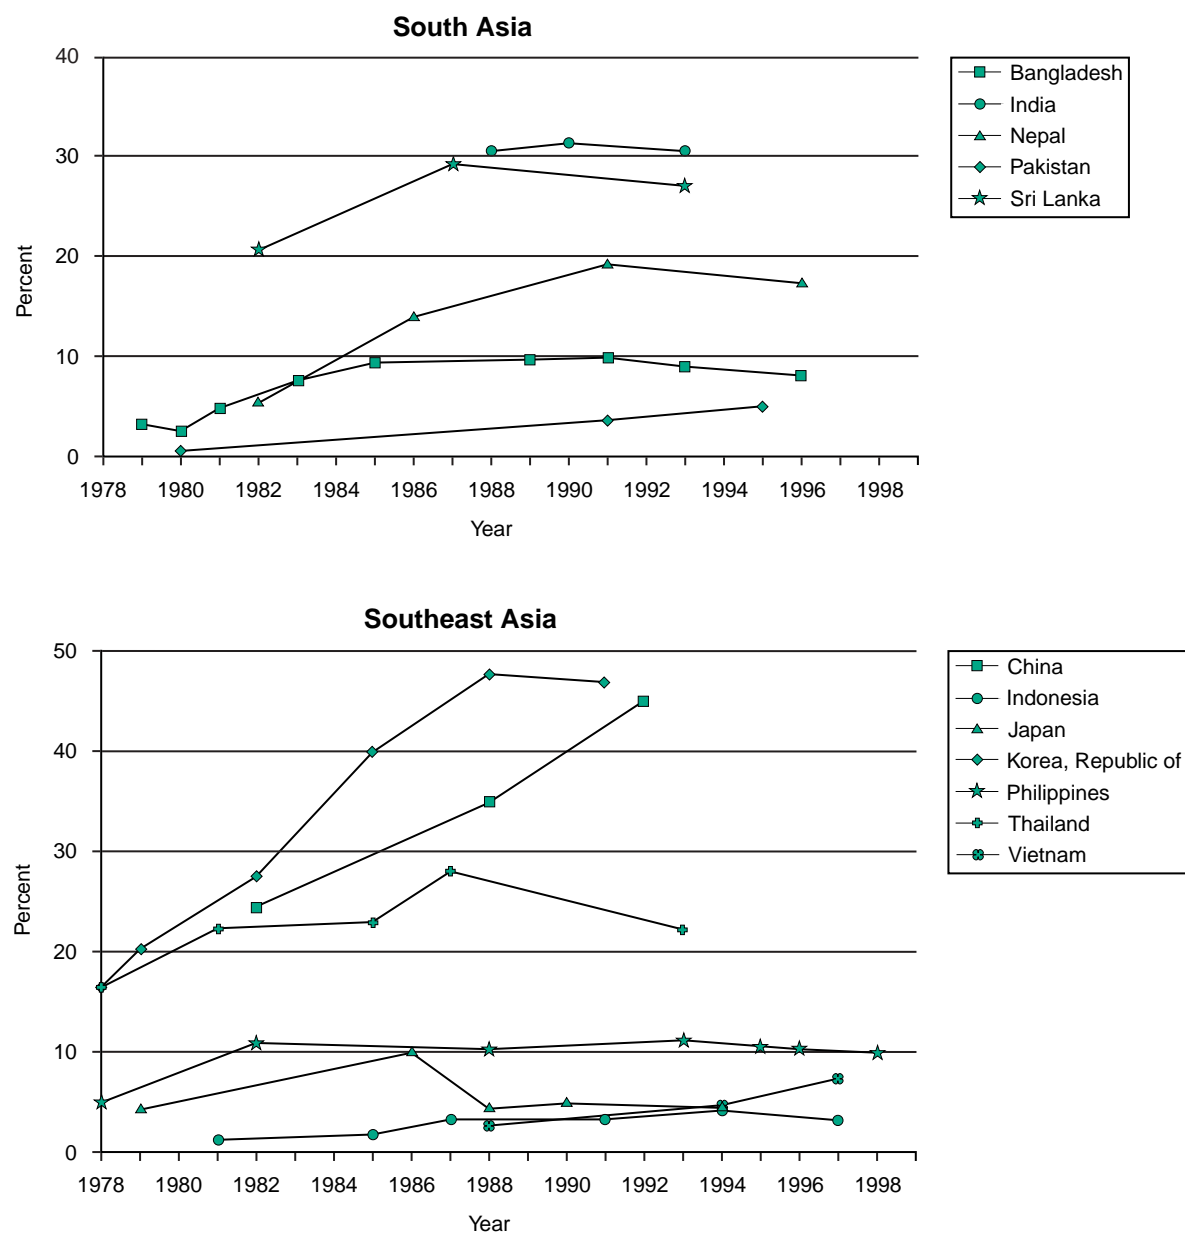 South Asia
40
30
20
10
0
Percent
1978 1980 1982 1984 1986 1988 1990 1992 1994 1996 1998
Year
Bangladesh
India
Nepal
Pakistan
Sri Lanka
Southeast Asia
50
40
30
20
10
0
Percent
1978 1980 1982 1984 1986 1988 1990 1992 1994 1996 1998
Year
China
Indonesia
Japan
Korea, Republic of
Philippines
Thailand
Vietnam